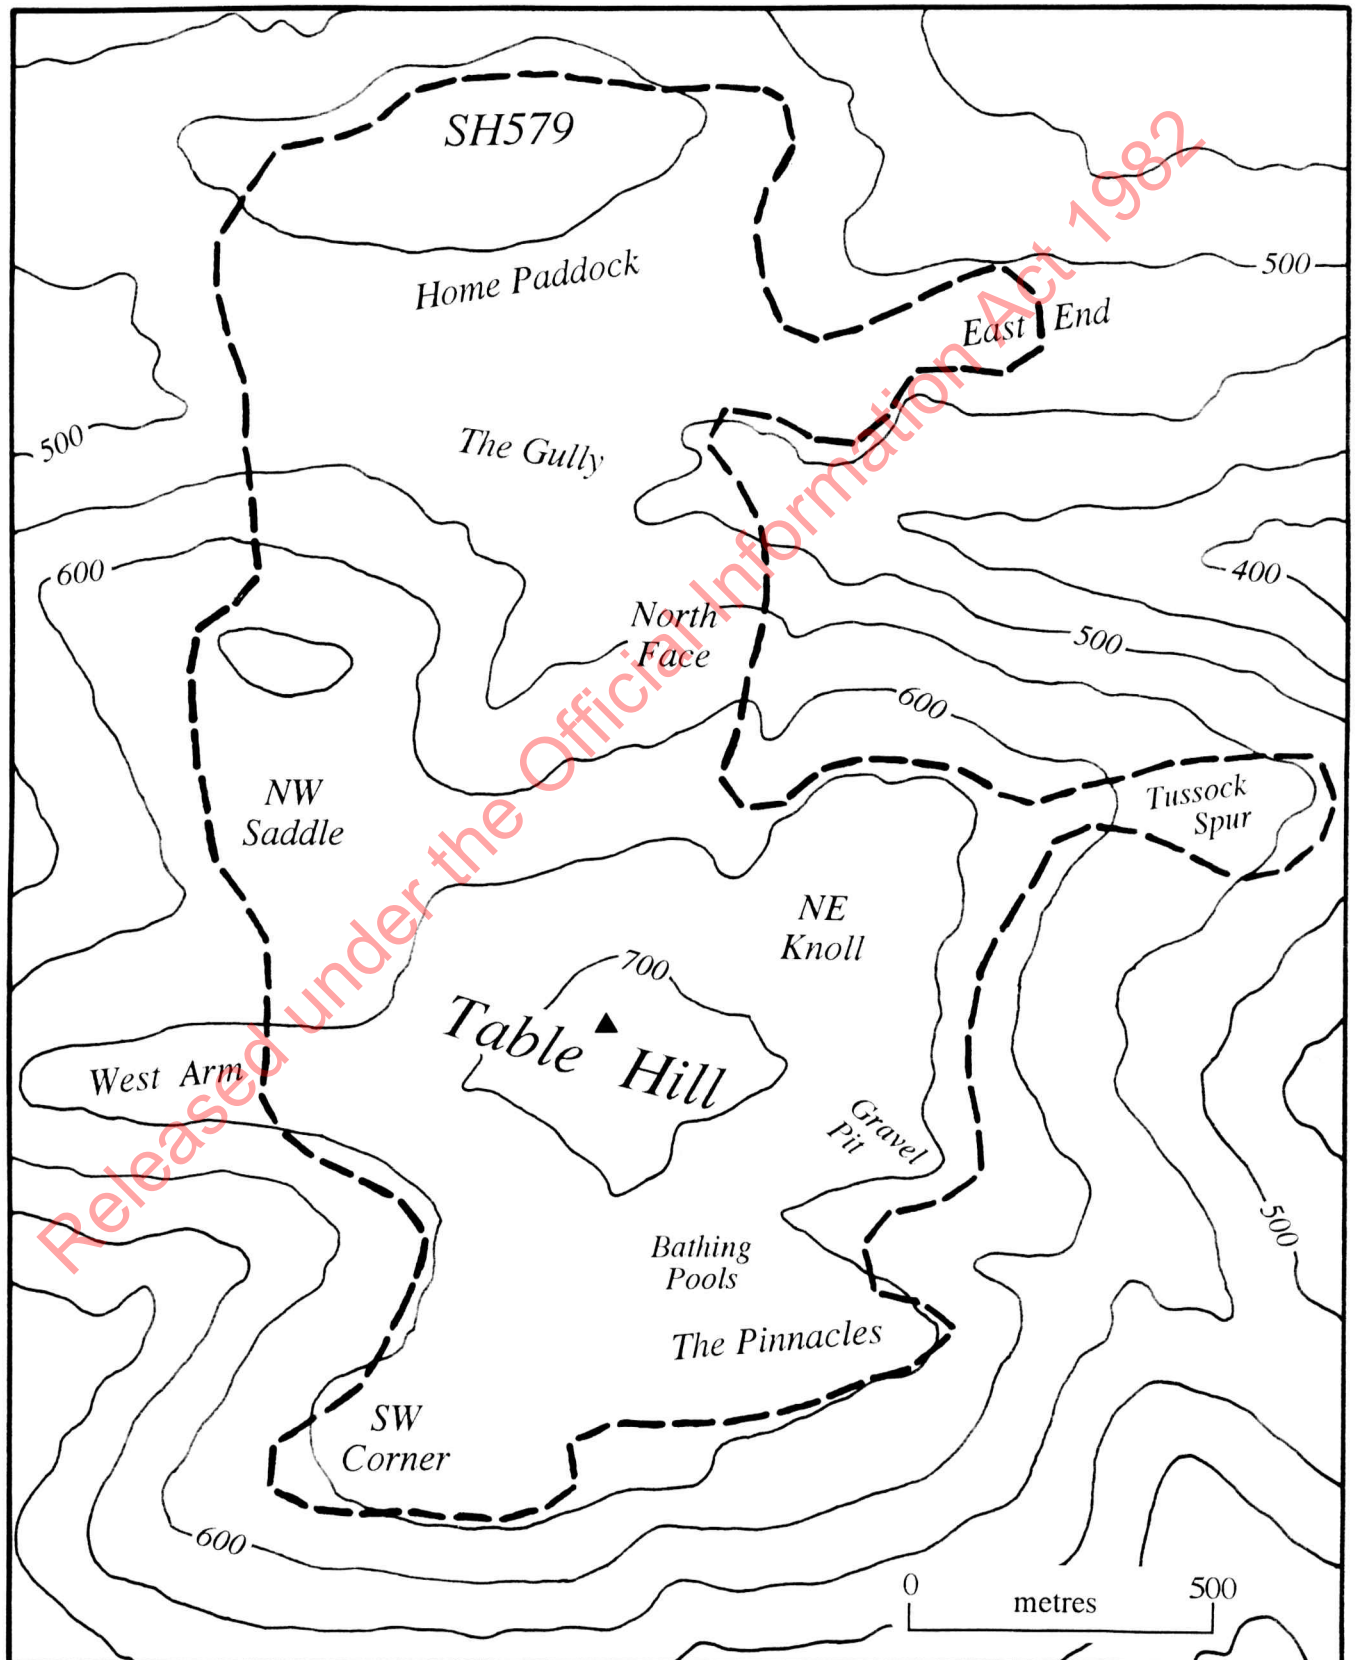 SH579
Home Paddock
500
East End
500
The Gully
600
400
North
Face
500
600
NW
Saddle
Tussock
Spur
NE
Knoll
700
Table Hill
West Arm
Gravel
Pit
500
Bathing
Pools
The Pinnacles
SW
Corner
600
0 500
metres
Released under the Official Information Act 1982